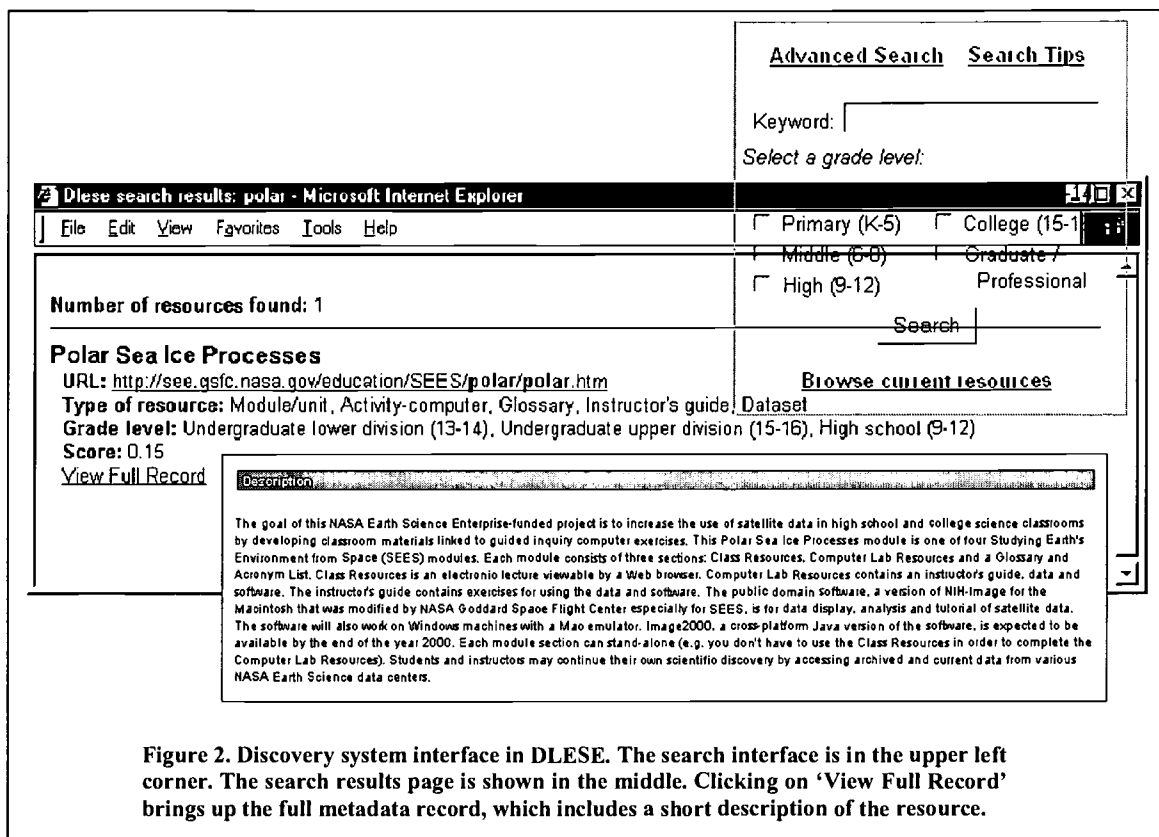 Advanced Search Search Tips
Keyword:
Select a grade level:
Dlese search results: polar - Microsoft Internet Explorer
File Edit View Favorites Tools Help
Primary (K-5) College (15-1
Middle (6-8) Graduate /
High (9-12) Professional
Number of resources found: 1
Search
Polar Sea Ice Processes
URL: http://see.gsfc.nasa.gov/education/SEES/polar/polar.htm
Browse current resources
Type of resource: Module/unit, Activity-computer, Glossary, Instructor's guide, Dataset
Grade level: Undergraduate lower division (13-14), Undergraduate upper division (15-16), High school (9-12)
Score: 0.15
View Full Record
Description
The goal of this NASA Earth Science Enterprise-funded project is to increase the use of satellite data in high school and college science classrooms
by developing classroom materials linked to guided inquiry computer exercises. This Polar Sea Ice Processes module is one of four Studying Earth's
Environment from Space (SEES) modules. Each module consists of three sections: Class Resources, Computer Lab Resources and a Glossary and
Acronym List. Class Resources is an electronic lecture viewable by a Web browser. Computer Lab Resources contains an instructor's guide, data and
software. The instructor's guide contains exercises for using the data and software. The public domain software, a version of NIH-Image for the
Macintosh that was modified by NASA Goddard Space Flight Center especially for SEES, is for data display, analysis and tutorial of satellite data.
The software will also work on Windows machines with a Mac emulator. Image2000, a cross-platform Java version of the software, is expected to be
available by the end of the year 2000. Each module section can stand-alone (e.g. you don't have to use the Class Resources in order to complete the
Computer Lab Resources). Students and instructors may continue their own scientific discovery by accessing archived and current data from various
NASA Earth Science data centers.
Figure 2. Discovery system interface in DLESE. The search interface is in the upper left
corner. The search results page is shown in the middle. Clicking on ‘View Full Record’
brings up the full metadata record, which includes a short description of the resource.